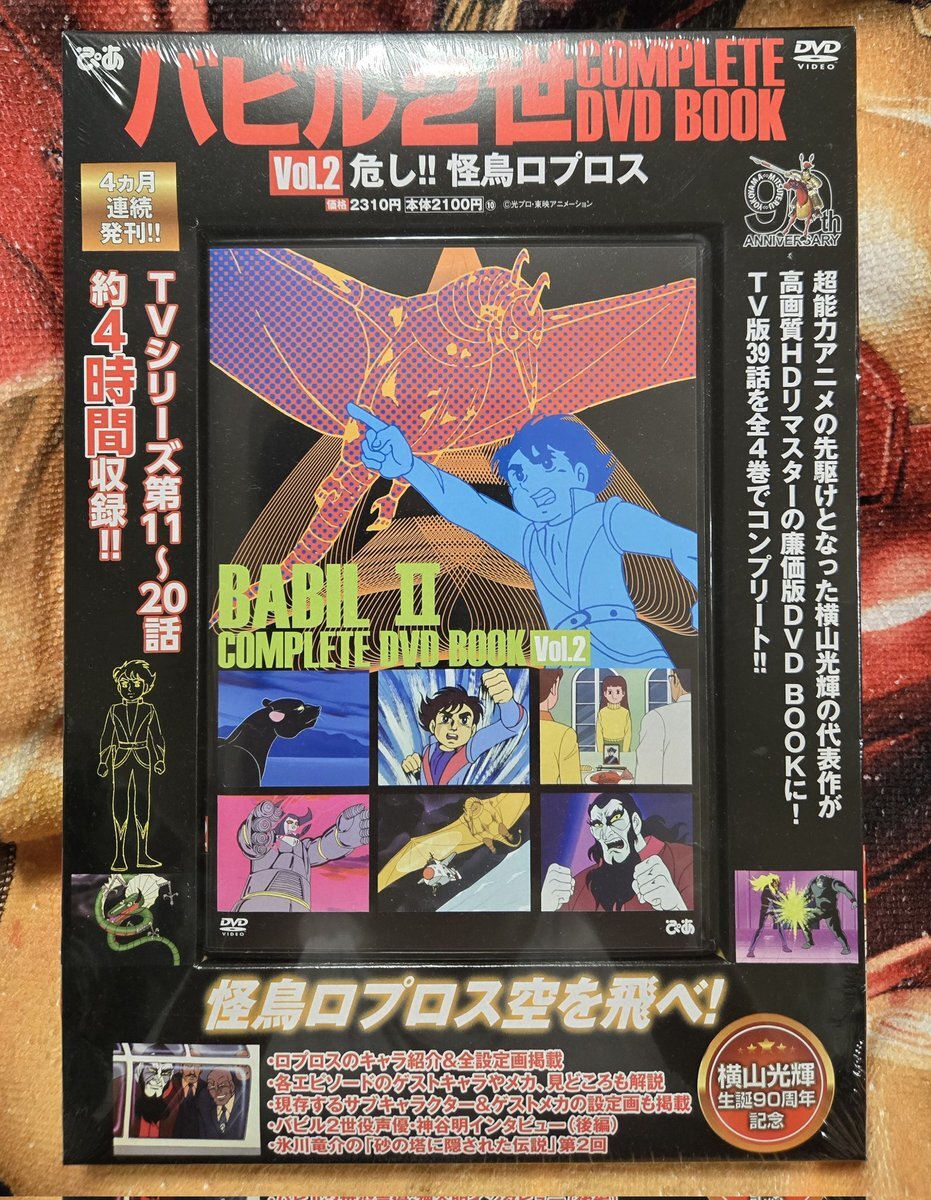 ぴあ
バビル2世
COMPLETE
DVD BOOK
DVD
VIDEO
Vol.2 危し!! 怪鳥ロプロス
価格 2310円 本体2100円⑩ ©光プロ・東映アニメーション
4カ月
連続
発刊!!
YOKOYAMA MITSUTERU
90th
ANNIVERSARY
超能力アニメの先駆けとなった横山光輝の代表作が
高画質HDリマスターの廉価版DVD BOOKに!
TV版39話を全4巻でコンプリート!!
TVシリーズ第11〜20話
約4時間収録!!
BABIL II
COMPLETE DVD BOOK Vol.2
DVD
VIDEO
ぴあ
怪鳥ロプロス空を飛べ!
・ロプロスのキャラ紹介&全設定画掲載
・各エピソードのゲストキャラやメカ、見どころも解説
・現存するサブキャラクター&ゲストメカの設定画も掲載
・バビル2世役声優・神谷明インタビュー(後編)
・氷川竜介の「砂の塔に隠された伝説」第2回
横山光輝
生誕90周年
記念